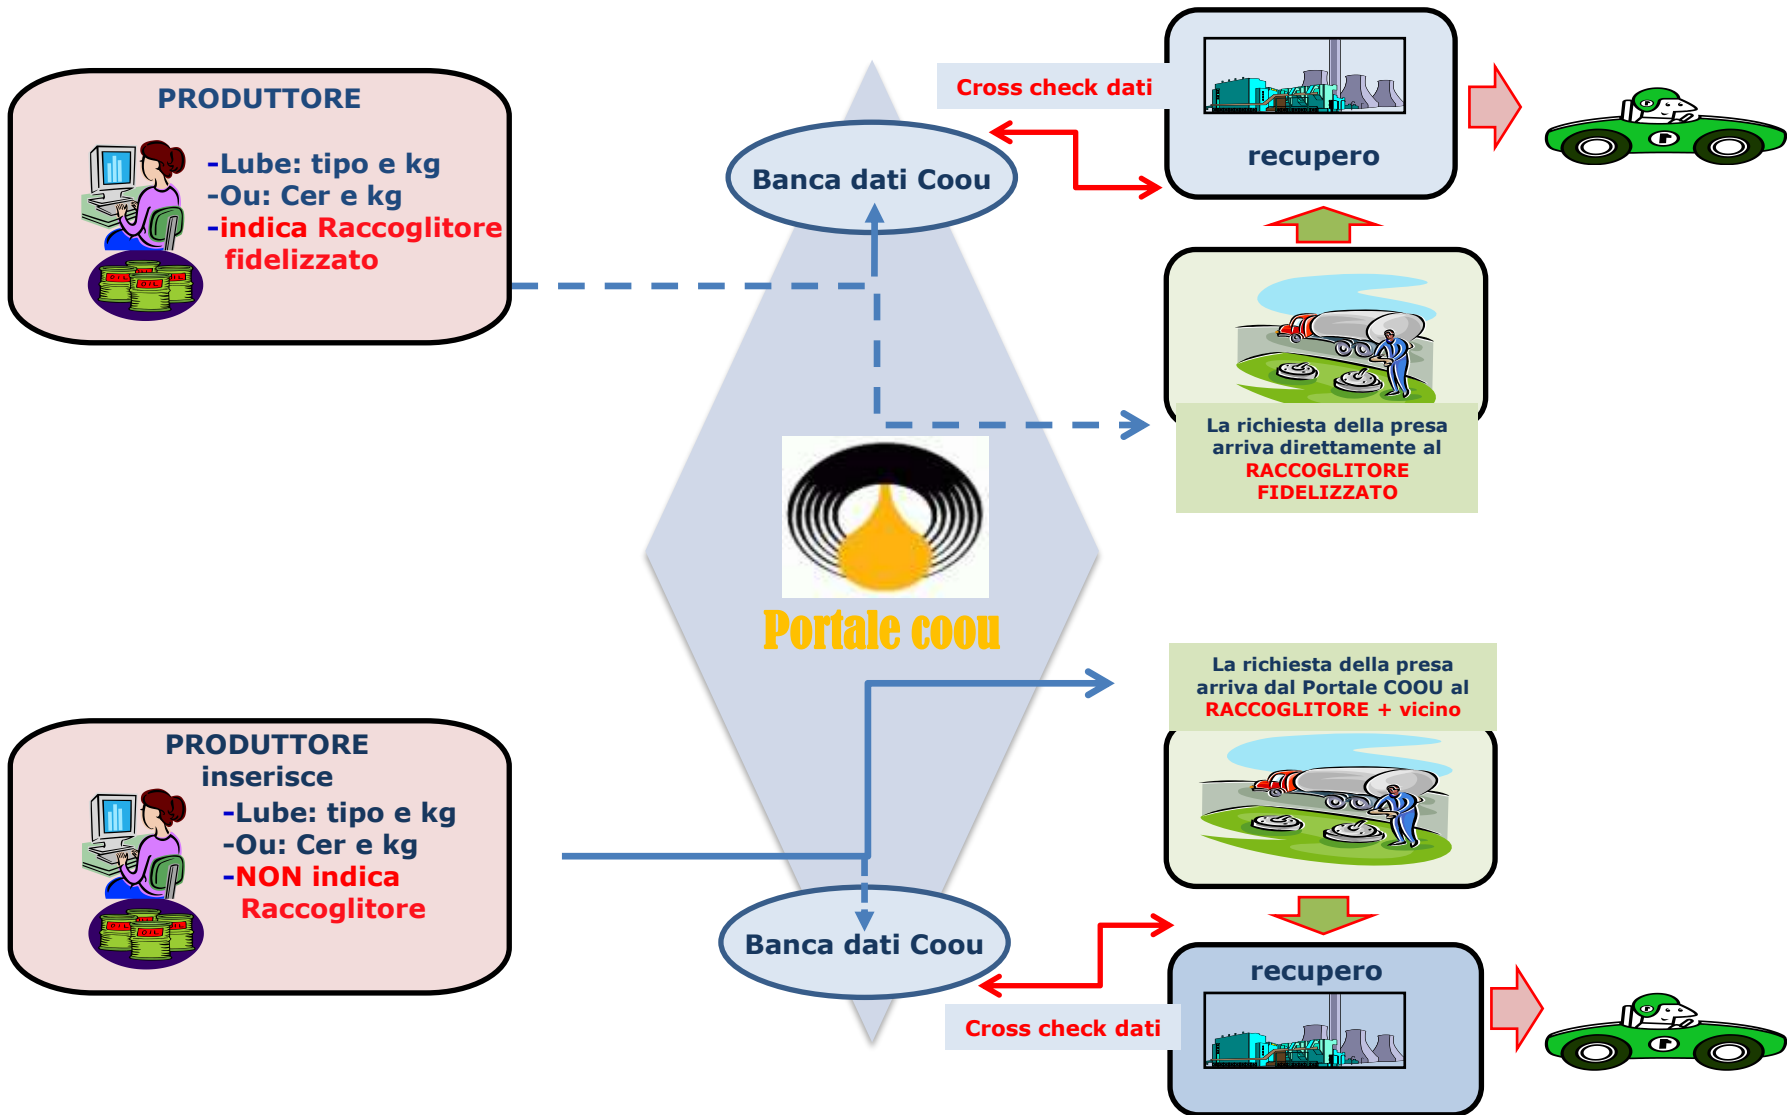 PRODUTTORE
-Lube: tipo e kg
-Ou: Cer e kg
-indica Raccoglitore
fidelizzato
Banca dati Coou
Cross check dati
recupero
La richiesta della presa
arriva direttamente al
RACCOGLITORE
FIDELIZZATO
Portale coou
La richiesta della presa
arriva dal Portale COOU al
RACCOGLITORE + vicino
PRODUTTORE
inserisce
-Lube: tipo e kg
-Ou: Cer e kg
-NON indica
Raccoglitore
Banca dati Coou
Cross check dati
recupero